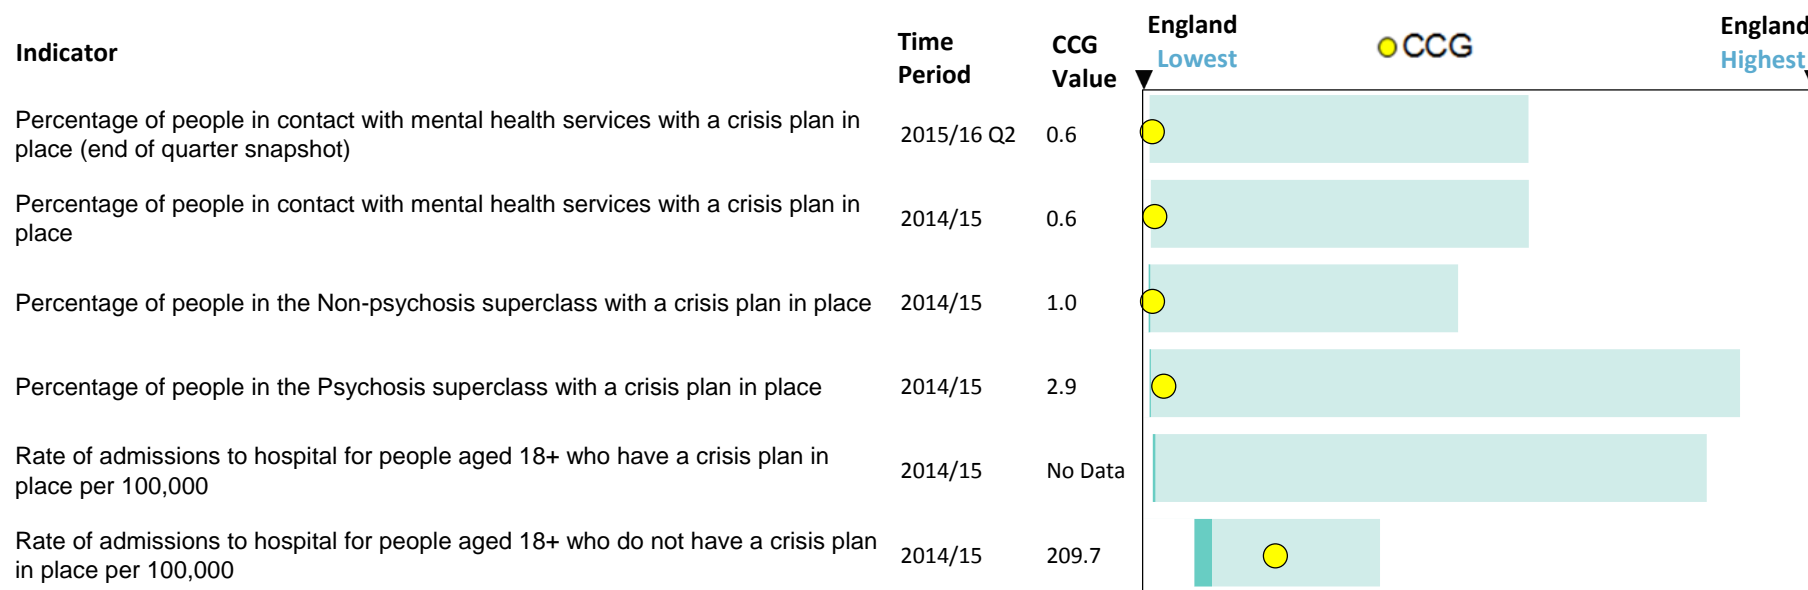 Indicator
Time
Period
CCG
Value
England
Lowest
CCG
England
Highest
Percentage of people in contact with mental health services with a crisis plan in
place (end of quarter snapshot)
2015/16 Q2
0.6
Percentage of people in contact with mental health services with a crisis plan in
place
2014/15
0.6
Percentage of people in the Non-psychosis superclass with a crisis plan in place
2014/15
1.0
Percentage of people in the Psychosis superclass with a crisis plan in place
2014/15
2.9
Rate of admissions to hospital for people aged 18+ who have a crisis plan in
place per 100,000
2014/15
No Data
Rate of admissions to hospital for people aged 18+ who do not have a crisis plan
in place per 100,000
2014/15
209.7